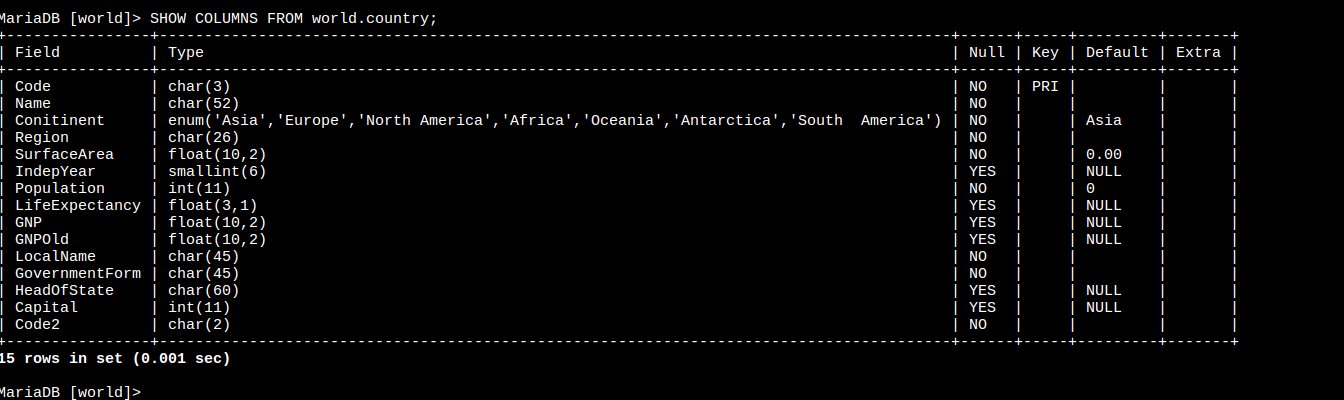 MariaDB [world]> SHOW COLUMNS FROM world.country;
+----------------+----------------------------------------------------------------------------------------+------+-----+---------+-------+
| Field          | Type                                                                                   | Null | Key | Default | Extra |
+----------------+----------------------------------------------------------------------------------------+------+-----+---------+-------+
| Code           | char(3)                                                                                | NO   | PRI |         |       |
| Name           | char(52)                                                                               | NO   |     |         |       |
| Conitinent     | enum('Asia','Europe','North America','Africa','Oceania','Antarctica','South  America') | NO   |     | Asia    |       |
| Region         | char(26)                                                                               | NO   |     |         |       |
| SurfaceArea    | float(10,2)                                                                            | NO   |     | 0.00    |       |
| IndepYear      | smallint(6)                                                                            | YES  |     | NULL    |       |
| Population     | int(11)                                                                                | NO   |     | 0       |       |
| LifeExpectancy | float(3,1)                                                                             | YES  |     | NULL    |       |
| GNP            | float(10,2)                                                                            | YES  |     | NULL    |       |
| GNPOld         | float(10,2)                                                                            | YES  |     | NULL    |       |
| LocalName      | char(45)                                                                               | NO   |     |         |       |
| GovernmentForm | char(45)                                                                               | NO   |     |         |       |
| HeadOfState    | char(60)                                                                               | YES  |     | NULL    |       |
| Capital        | int(11)                                                                                | YES  |     | NULL    |       |
| Code2          | char(2)                                                                                | NO   |     |         |       |
+----------------+----------------------------------------------------------------------------------------+------+-----+---------+-------+
15 rows in set (0.001 sec)
MariaDB [world]>